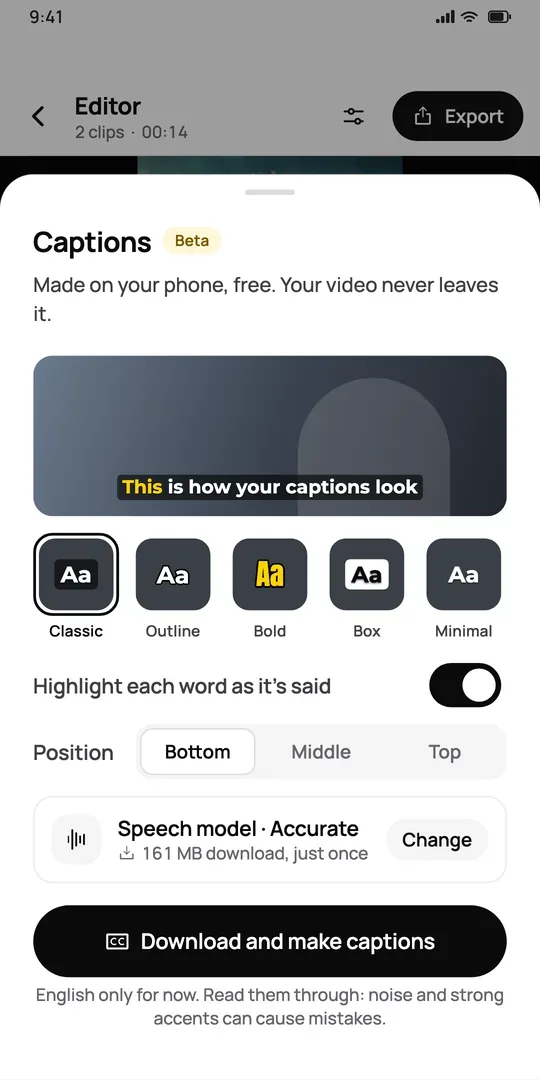 9:41
Editor
2 clips · 00:14
Export
Captions
Beta
Made on your phone, free. Your video never leaves
it.
This is how your captions look
Aa
Aa
Aa
Aa
Aa
Classic
Outline
Bold
Box
Minimal
Highlight each word as it's said
Position
Bottom
Middle
Top
Speech model · Accurate
161 MB download, just once
Change
CC
Download and make captions
English only for now. Read them through: noise and strong
accents can cause mistakes.